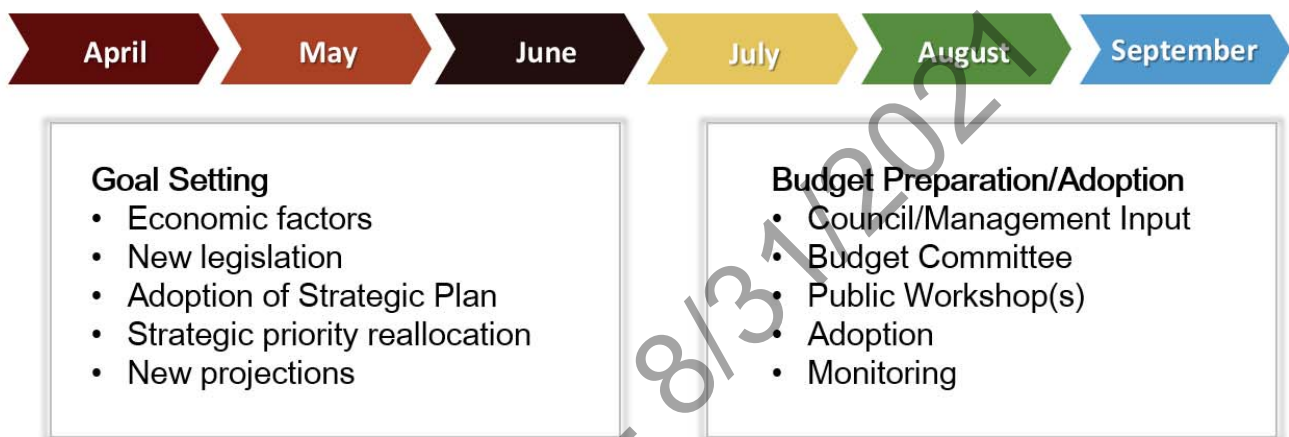 April May June July August September
Goal Setting
• Economic factors
• New legislation
• Adoption of Strategic Plan
• Strategic priority reallocation
• New projections
Budget Preparation/Adoption
• Council/Management Input
• Budget Committee
• Public Workshop(s)
• Adoption
• Monitoring
8/31/2021